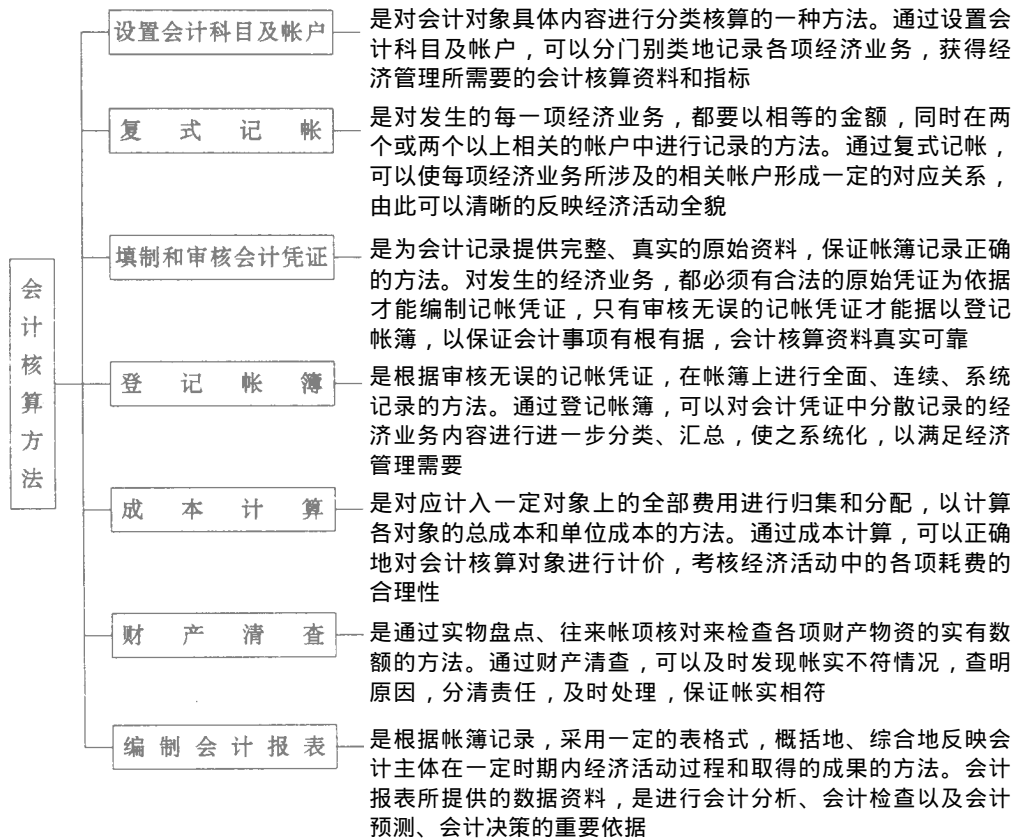 会计核算方法
设置会计科目及帐户
是对会计对象具体内容进行分类核算的一种方法。通过设置会
计科目及帐户，可以分门别类地记录各项经济业务，获得经
济管理所需要的会计核算资料和指标
复式记帐
是对发生的每一项经济业务，都要以相等的金额，同时在两
个或两个以上相关的帐户中进行记录的方法。通过复式记帐，
可以使每项经济业务所涉及的相关帐户形成一定的对应关系，
由此可以清晰的反映经济活动全貌
填制和审核会计凭证
是为会计记录提供完整、真实的原始资料，保证帐簿记录正确
的方法。对发生的经济业务，都必须有合法的原始凭证为依据
才能编制记帐凭证，只有审核无误的记帐凭证才能据以登记
帐簿，以保证会计事项有根有据，会计核算资料真实可靠
登记帐簿
是根据审核无误的记帐凭证，在帐簿上进行全面、连续、系统
记录的方法。通过登记帐簿，可以对会计凭证中分散记录的经
济业务内容进行进一步分类、汇总，使之系统化，以满足经济
管理需要
成本计算
是对应计入一定对象上的全部费用进行归集和分配，以计算
各对象的总成本和单位成本的方法。通过成本计算，可以正确
地对会计核算对象进行计价，考核经济活动中的各项耗费的
合理性
财产清查
是通过实物盘点、往来帐项核对来检查各项财产物资的实有数
额的方法。通过财产清查，可以及时发现帐实不符情况，查明
原因，分清责任，及时处理，保证帐实相符
编制会计报表
是根据帐簿记录，采用一定的表格式，概括地、综合地反映会
计主体在一定时期内经济活动过程和取得的成果的方法。会计
报表所提供的数据资料，是进行会计分析、会计检查以及会计
预测、会计决策的重要依据